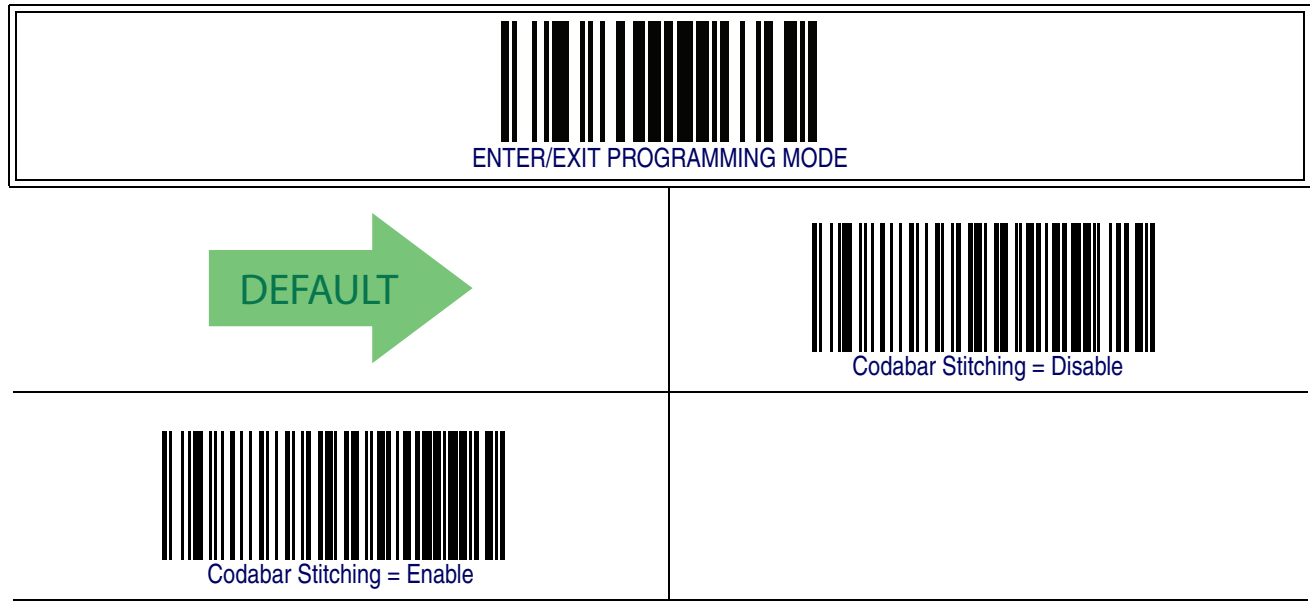 ENTER/EXIT PROGRAMMING MODE
DEFAULT
Codabar Stitching = Disable
Codabar Stitching = Enable